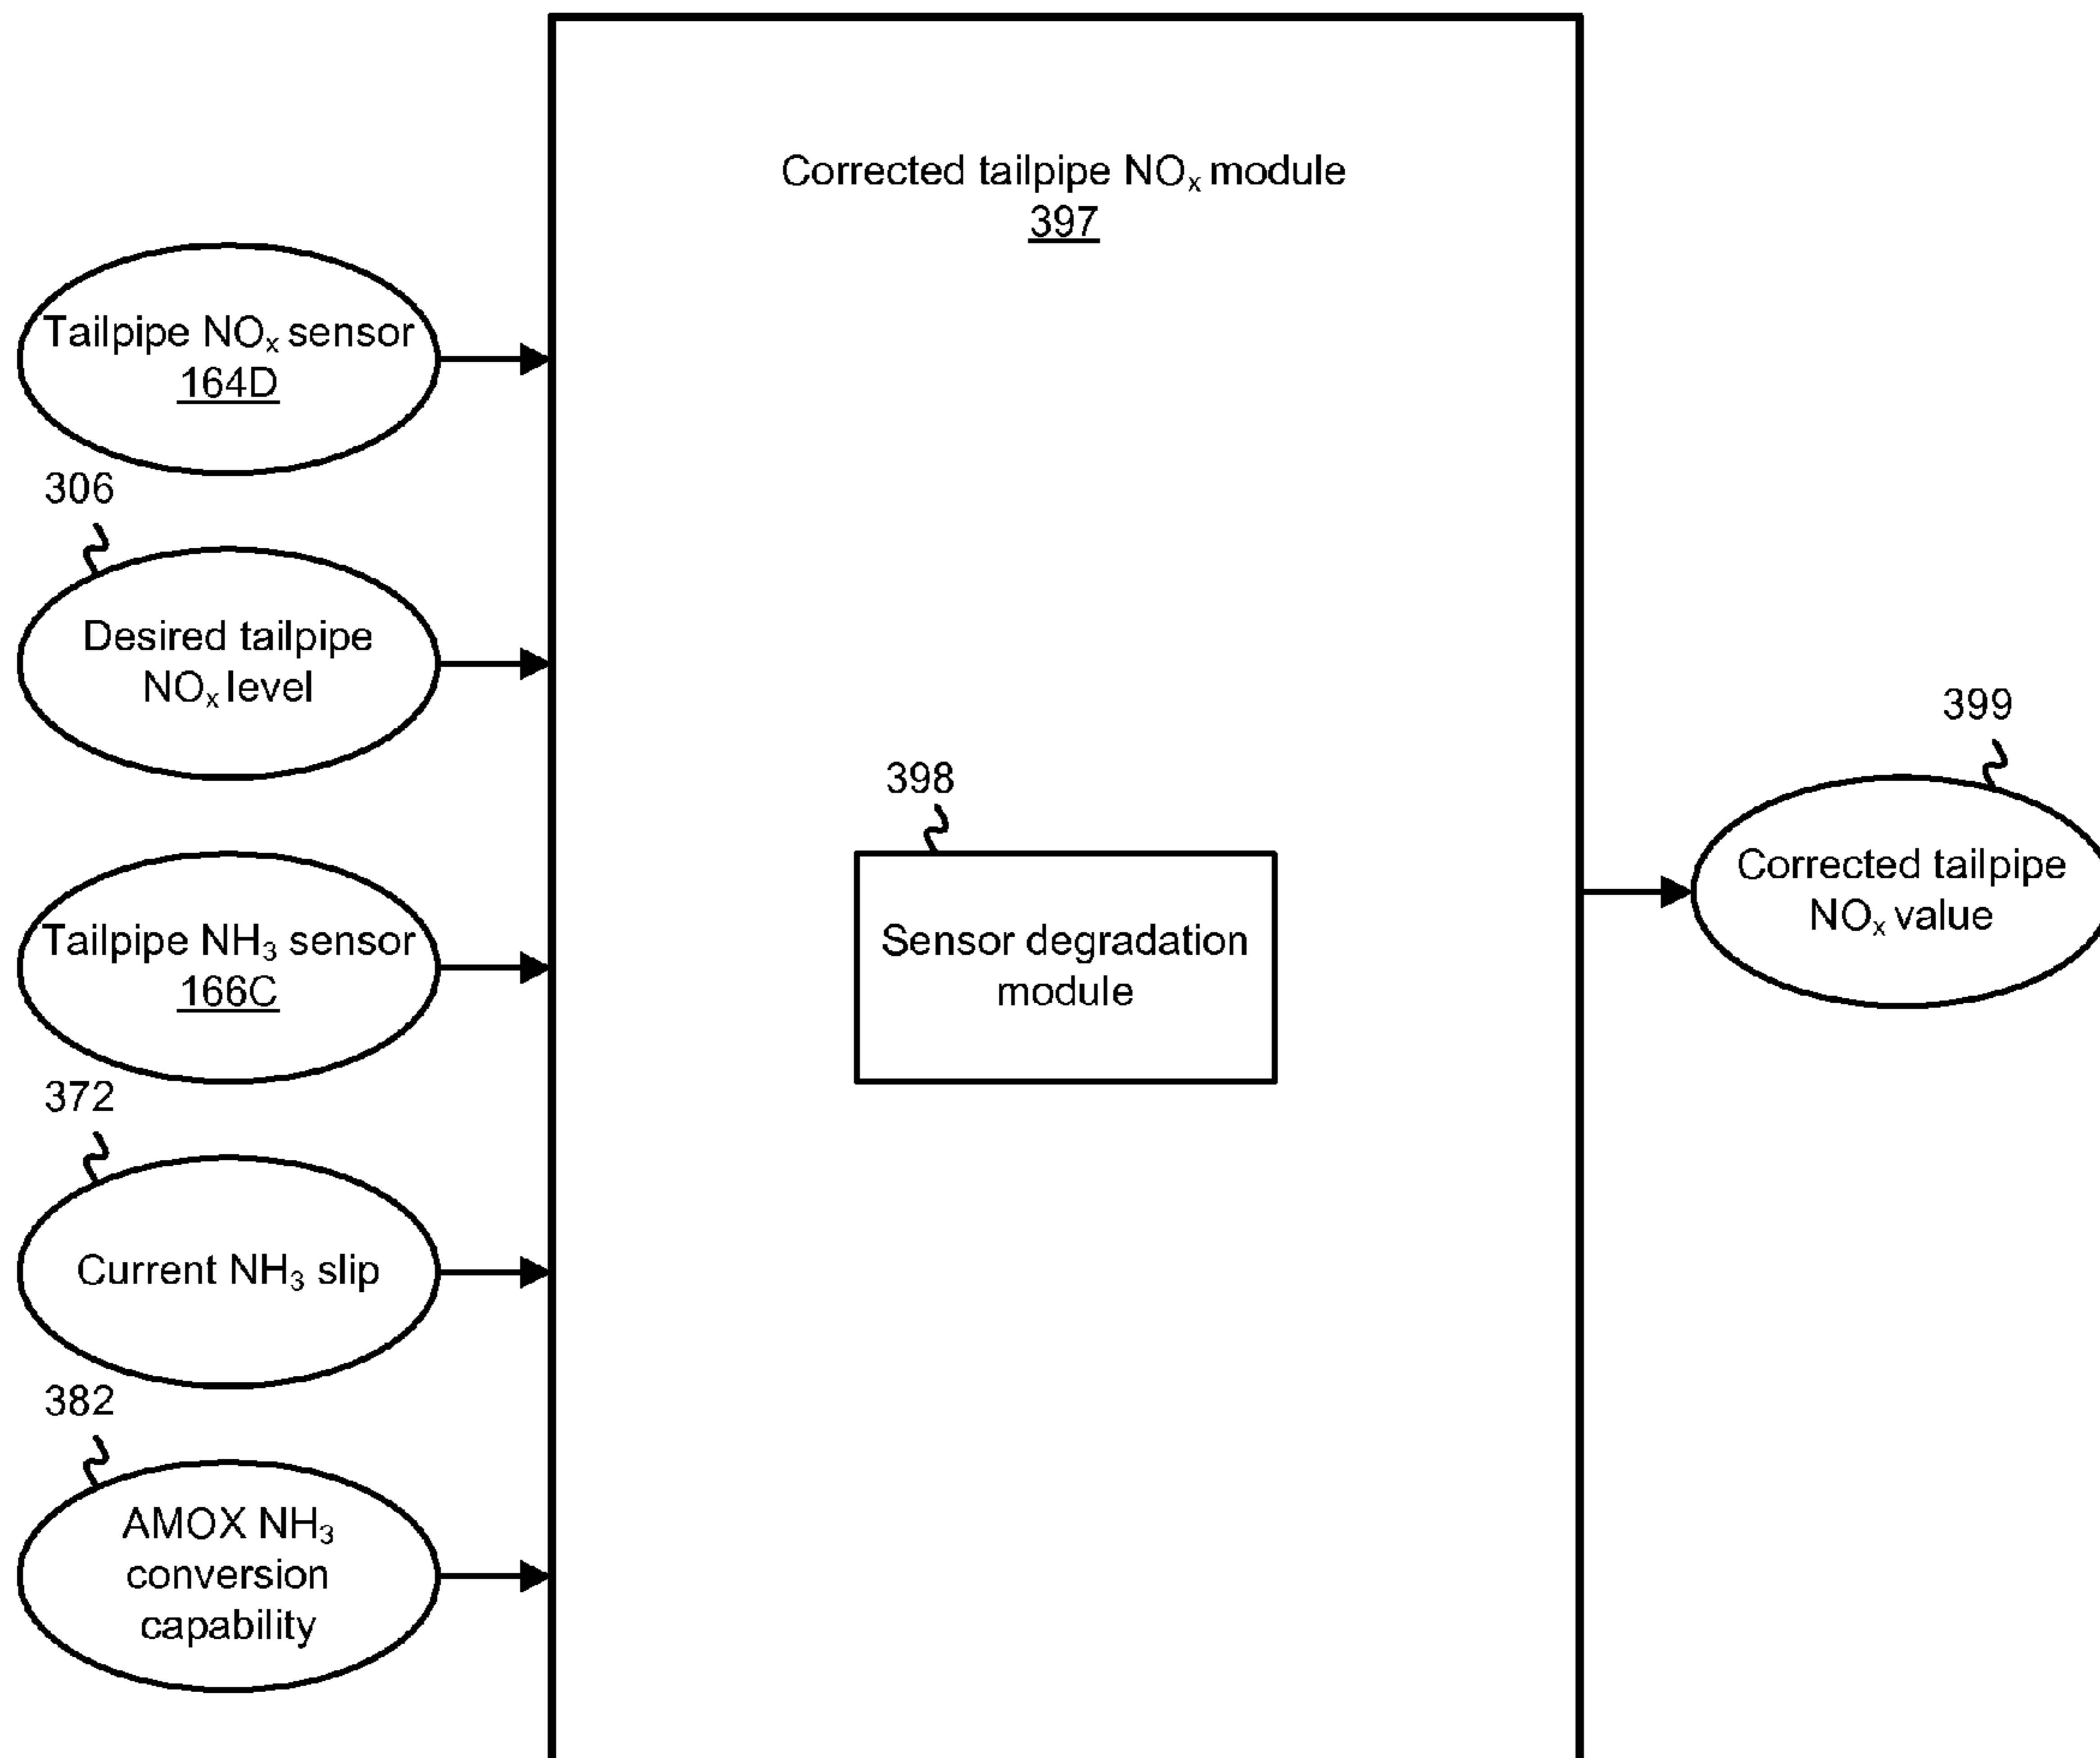 Corrected tailpipe NOₓ module
397
Tailpipe NOₓ sensor
164D
306
Desired tailpipe
NOₓ level
399
398
Corrected tailpipe
NOₓ value
Tailpipe NH₃ sensor
166C
Sensor degradation
module
372
Current NH₃ slip
382
AMOX NH₃
conversion
capability